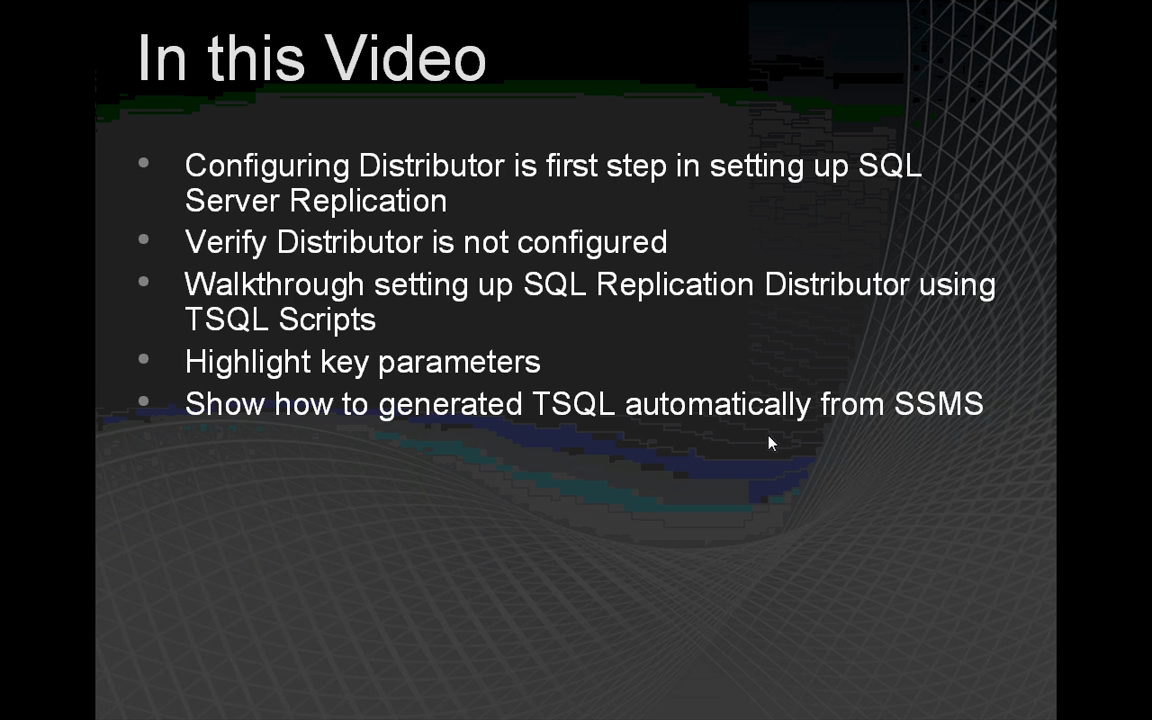 In this Video
Configuring Distributor is first step in setting up SQL
Server Replication
Verify Distributor is not configured
Walkthrough setting up SQL Replication Distributor using
TSQL Scripts
Highlight key parameters
Show how to generated TSQL automatically from SSMS